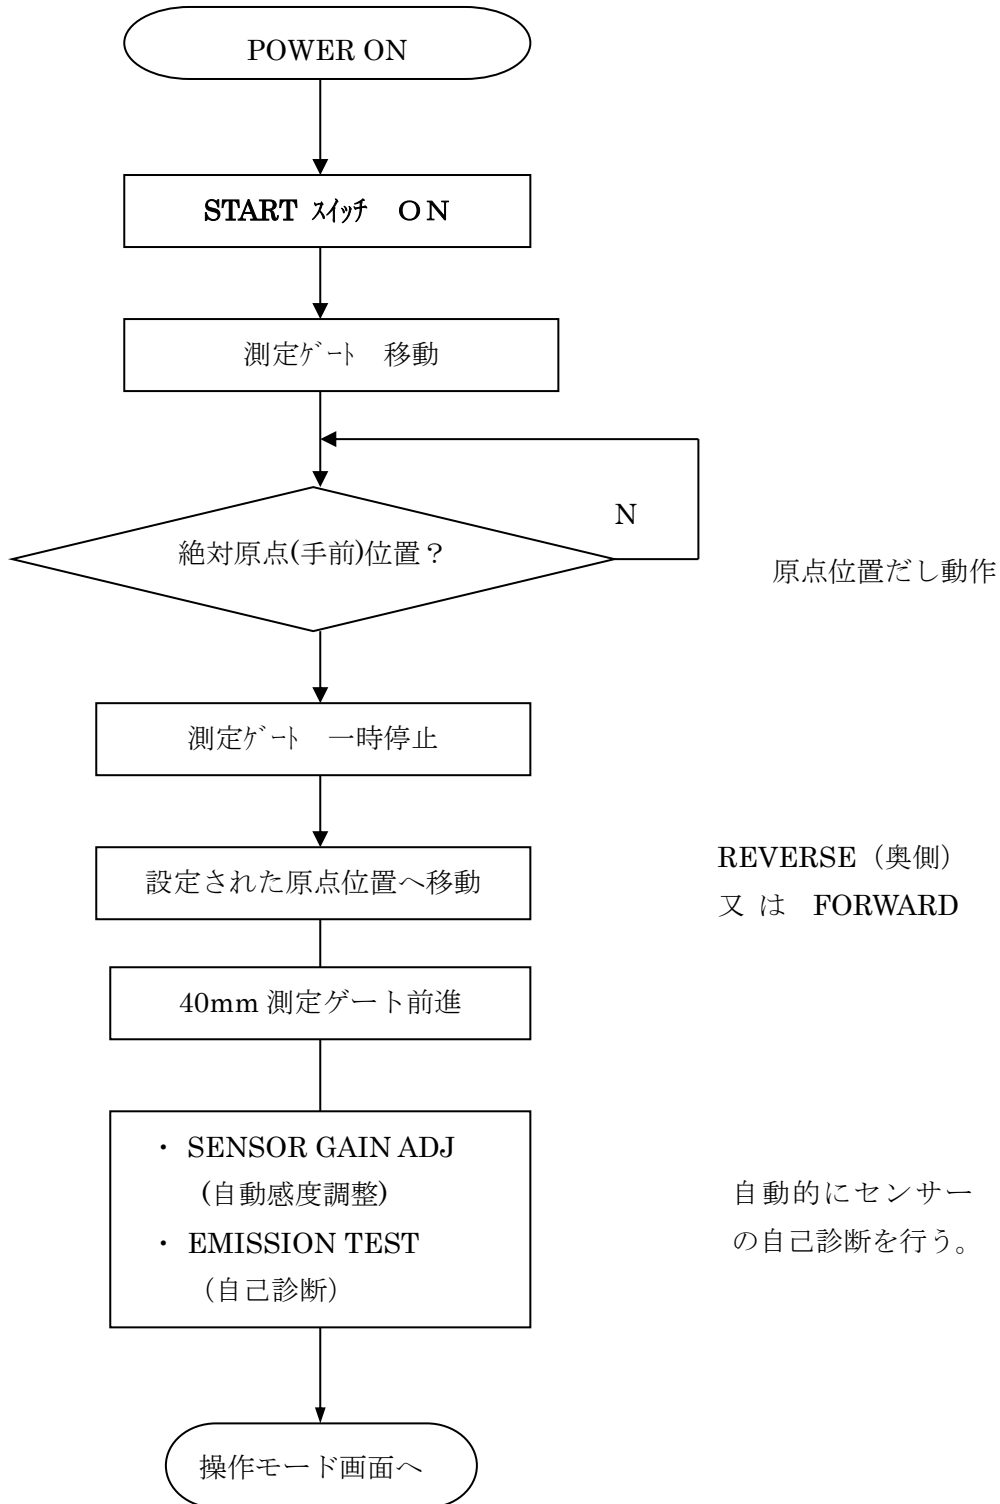 POWER ON
START ｽｲｯﾁ　ＯＮ
測定ｹﾞｰﾄ　移動
N
絶対原点(手前)位置？
原点位置だし動作
測定ｹﾞｰﾄ　一時停止
REVERSE（奥側）
設定された原点位置へ移動
又 は　FORWARD
40mm 測定ゲート前進
・ SENSOR GAIN ADJ
(自動感度調整)
自動的にセンサー
・ EMISSION TEST
の自己診断を行う。
（自己診断）
操作モード画面へ